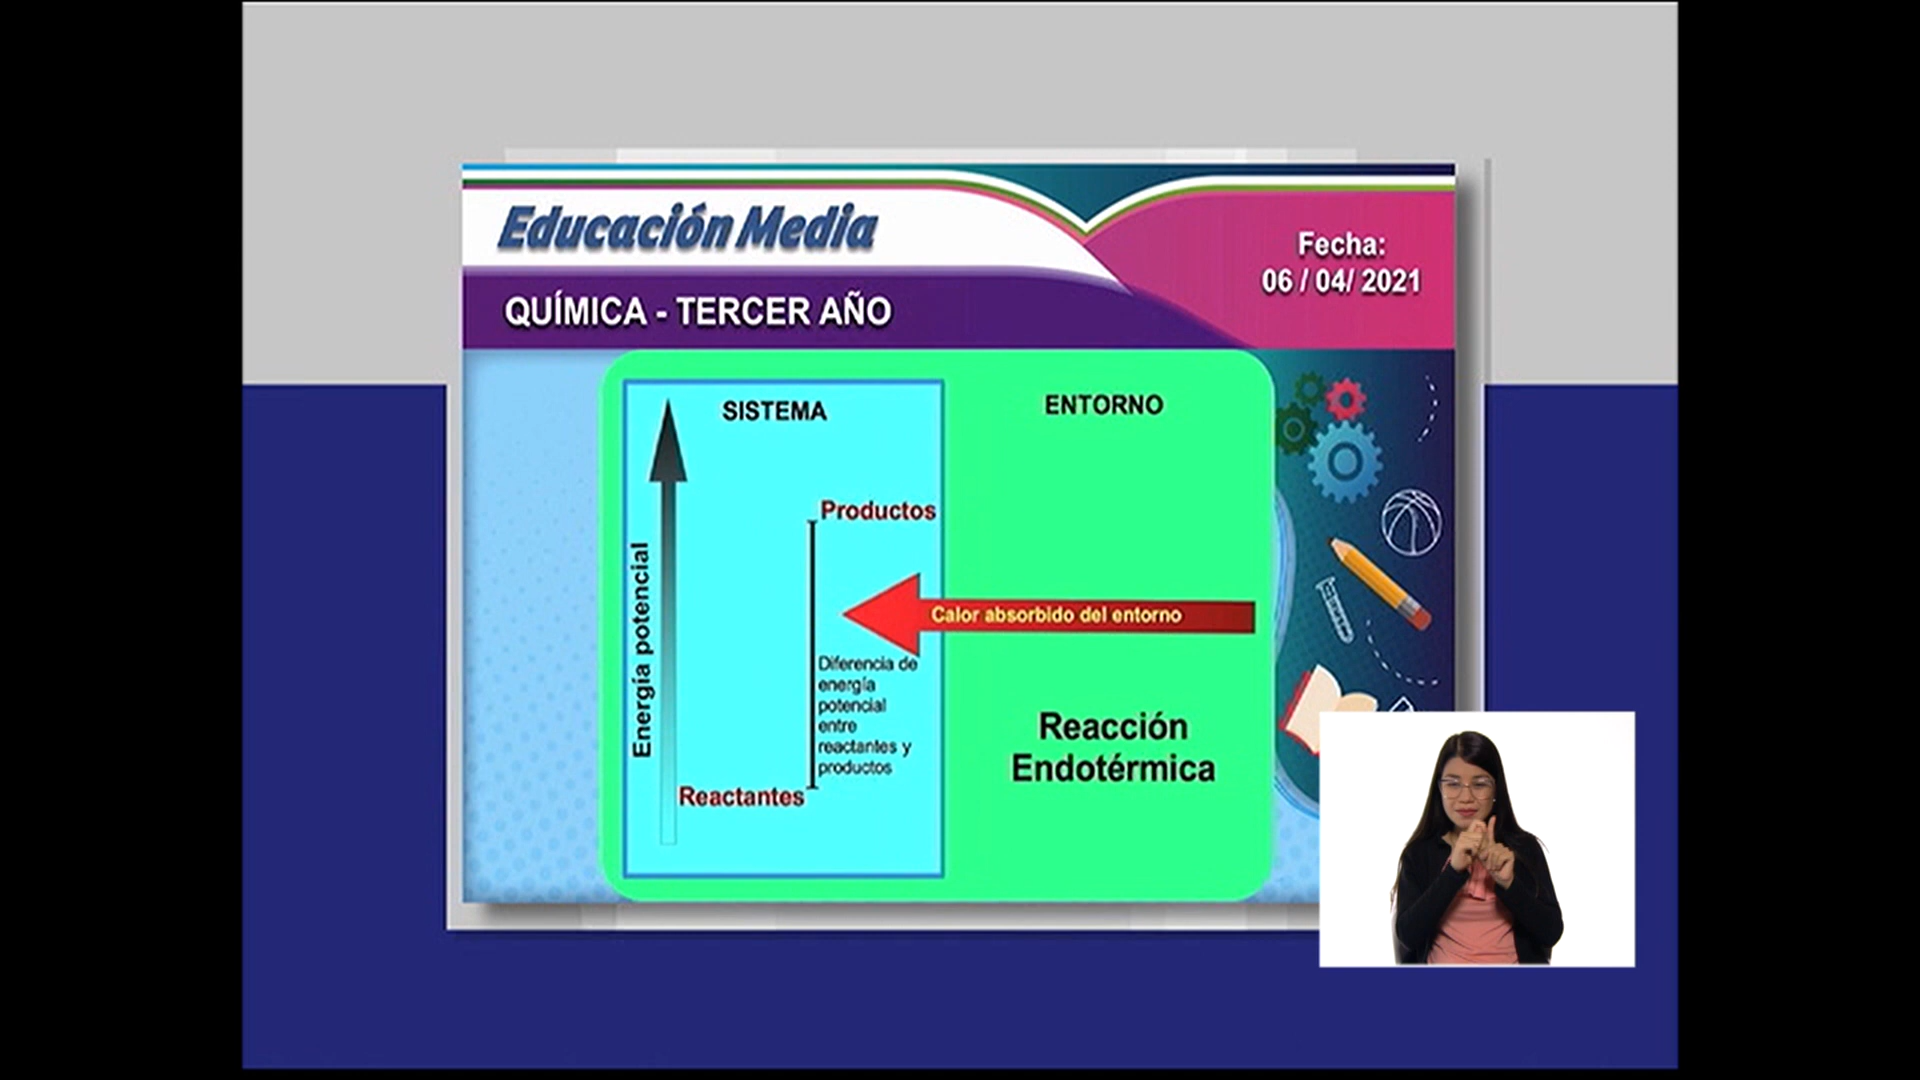 Educación Media
Fecha:
06 / 04/ 2021
QUÍMICA - TERCER AÑO
SISTEMA
ENTORNO
Productos
Energía potencial
Calor absorbido del entorno
Diferencia de
energía
potencial
entre
reactantes y
productos
Reacción
Endotérmica
Reactantes